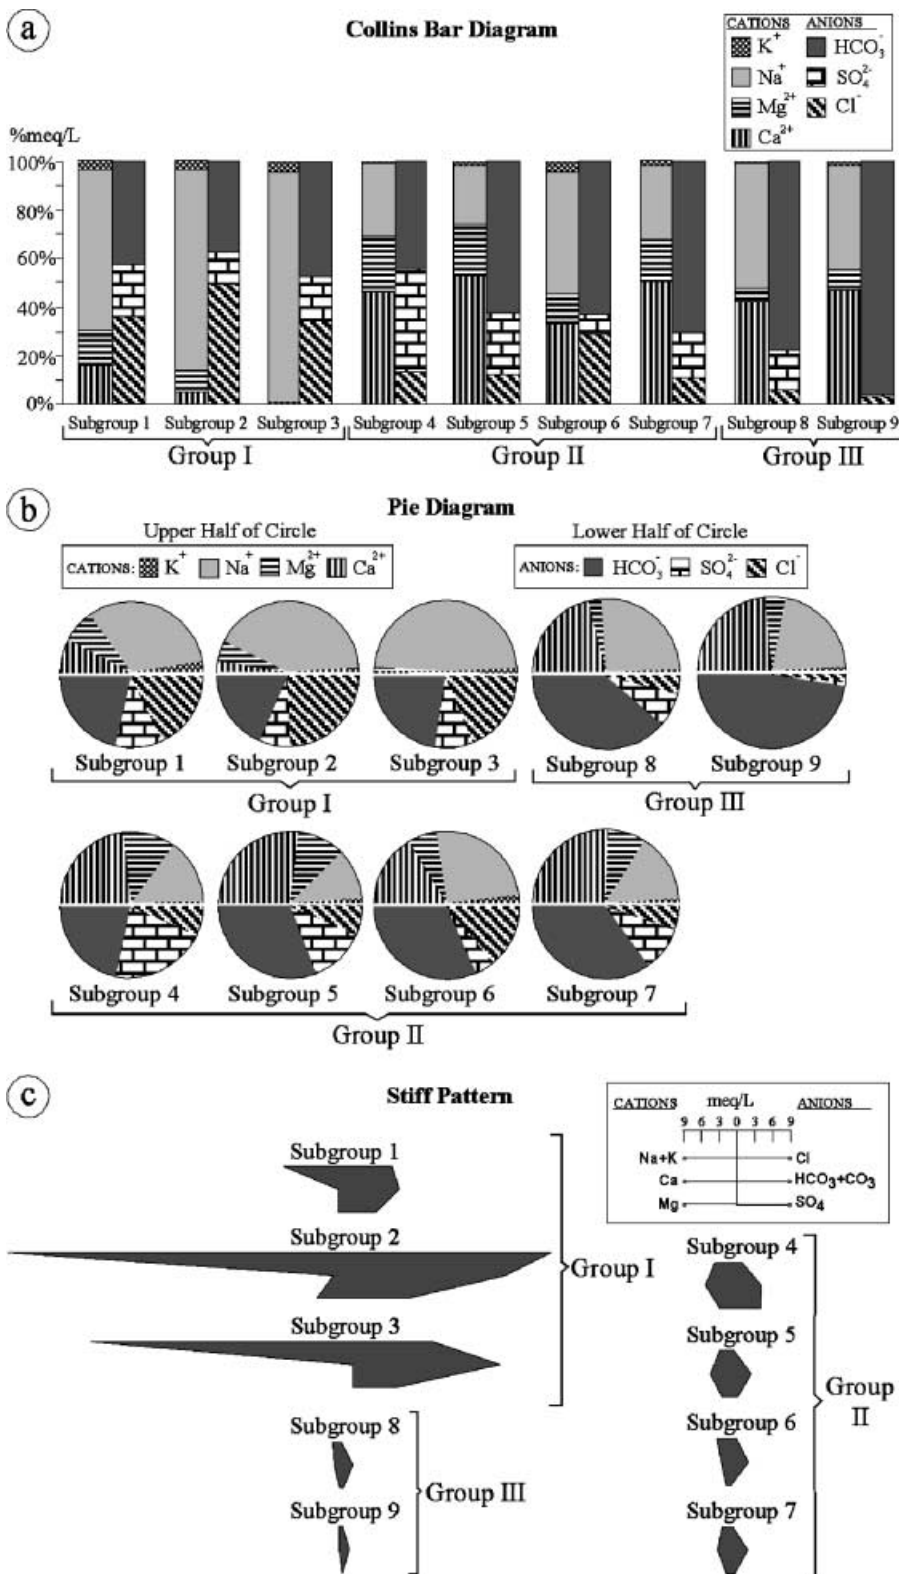 a
Collins Bar Diagram
CATIONS ANIONS
K+ HCO3-
Na+ SO4 2-
Mg2+ Cl-
Ca2+
%meq/L
100%
80%
60%
40%
20%
0%
Subgroup 1 Subgroup 2 Subgroup 3 Subgroup 4 Subgroup 5 Subgroup 6 Subgroup 7 Subgroup 8 Subgroup 9
Group I Group II Group III
b
Pie Diagram
Upper Half of Circle Lower Half of Circle
CATIONS: K+ Na+ Mg2+ Ca2+ ANIONS: HCO3- SO4 2- Cl-
Subgroup 1 Subgroup 2 Subgroup 3 Subgroup 8 Subgroup 9
Group I Group III
Subgroup 4 Subgroup 5 Subgroup 6 Subgroup 7
Group II
c
Stiff Pattern
CATIONS meq/L ANIONS
9 6 3 0 3 6 9
Na+K Cl
Ca HCO3+CO3
Mg SO4
Subgroup 1
Subgroup 2
Subgroup 3
Group I
Subgroup 8
Subgroup 9
Group III
Subgroup 4
Subgroup 5
Subgroup 6
Subgroup 7
Group
II